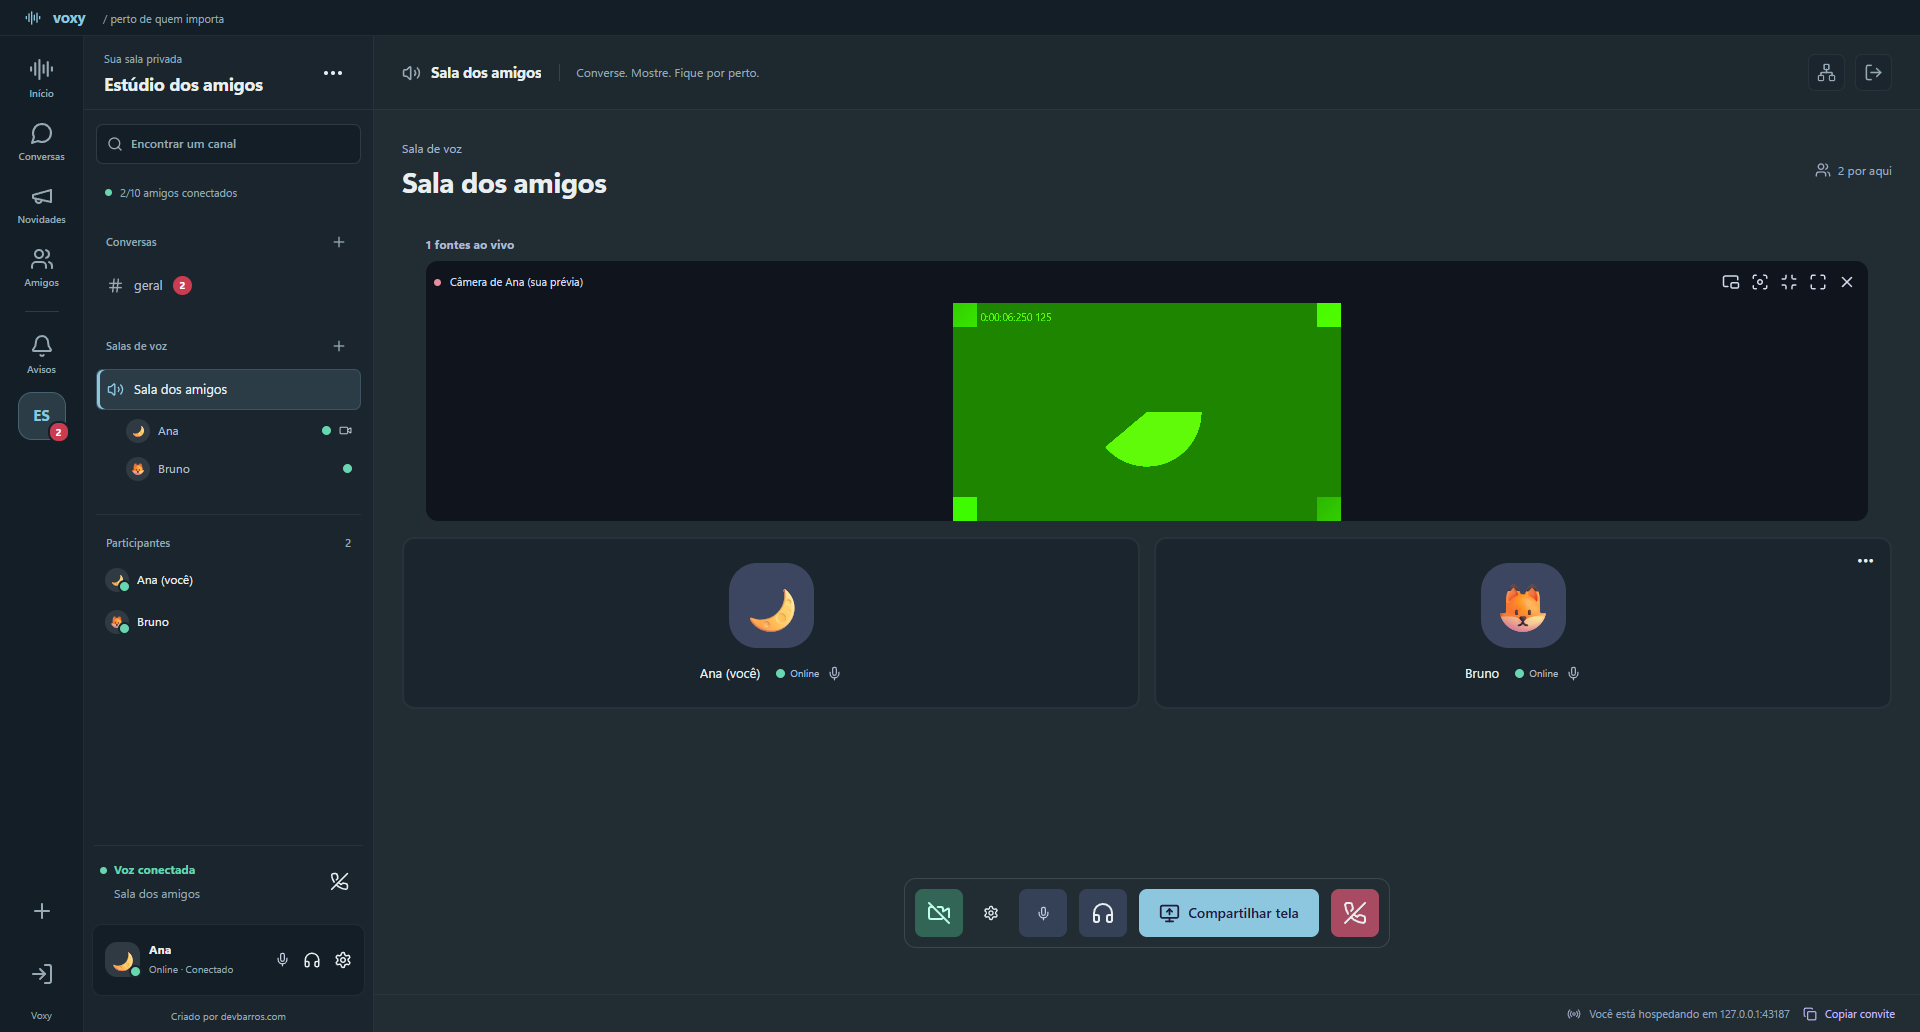 voxy / perto de quem importa
Início
Conversas
Novidades
Amigos
Avisos
ES
2
Voxy
Sua sala privada
Estúdio dos amigos
Encontrar um canal
2/10 amigos conectados
Conversas
# geral 2
Salas de voz
Sala dos amigos
Ana
Bruno
Participantes 2
Ana (você)
Bruno
Voz conectada
Sala dos amigos
Ana
Online · Conectado
Criado por devbarros.com
Sala dos amigos Converse. Mostre. Fique por perto.
Sala de voz
Sala dos amigos
2 por aqui
1 fontes ao vivo
Câmera de Ana (sua prévia)
0:00:06:250 125
Ana (você) Online
Bruno Online
Compartilhar tela
Você está hospedando em 127.0.0.1:43187 Copiar convite